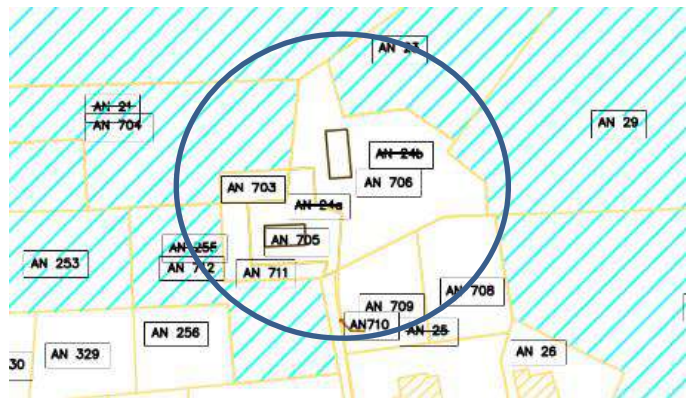 AN 23
AN 21
AN 704
AN 29
AN 24b
AN 703
AN 706
AN 24a
AN 705
AN 255
AN 253
AN 712
AN 711
AN 708
AN 709
AN710
AN 25
AN 256
AN 329
AN 26
30